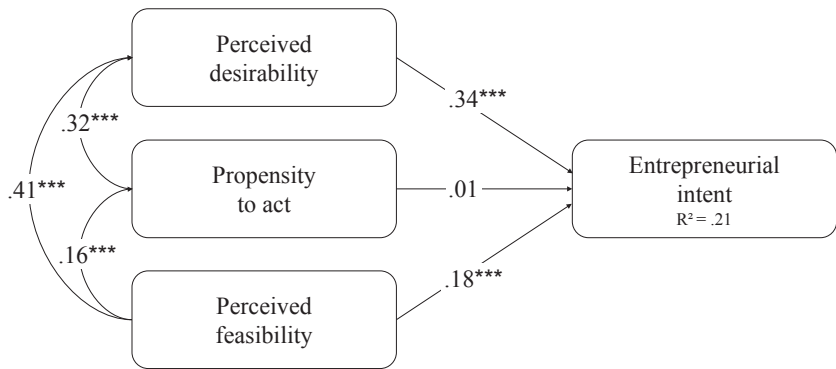 Perceived
desirability
.34***
.32***
Entrepreneurial
intent
R² = .21
Propensity
to act
.01
.41***
.16***
.18***
Perceived
feasibility